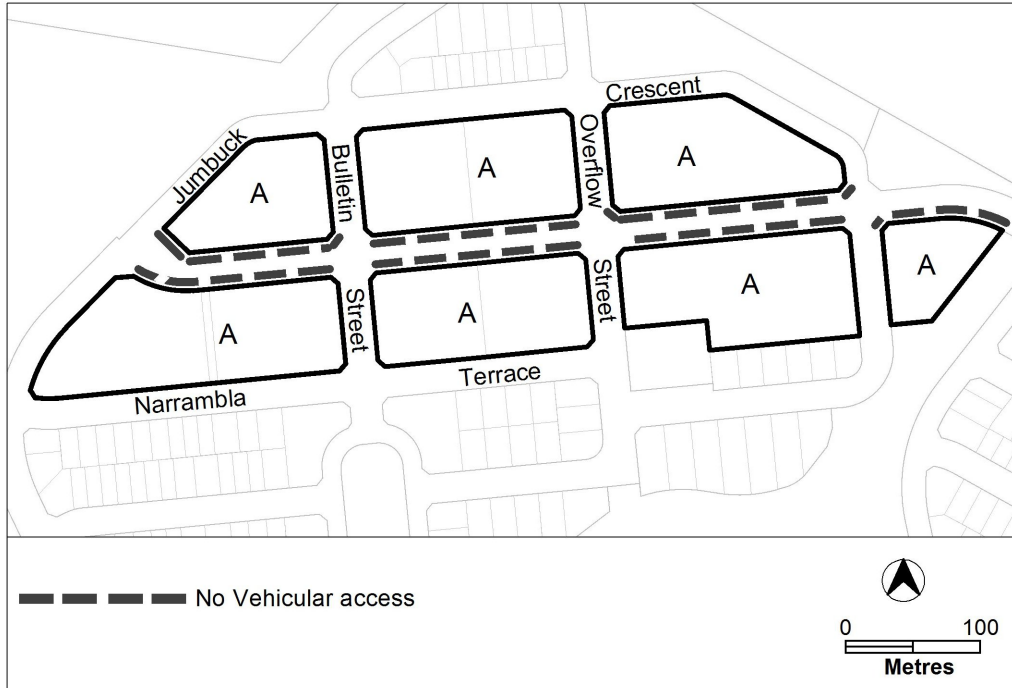 Crescent
Jumbuck
Bulletin
Overflow
A
A
A
A
A
A
A
Street
Street
Narrambla
Terrace
No Vehicular access
0 100
Metres